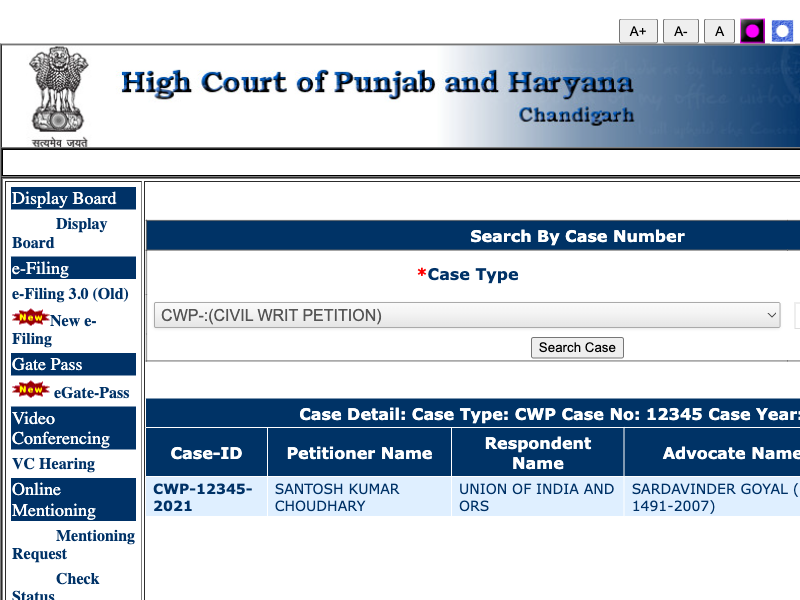 A+ A- A
High Court of Punjab and Haryana
Chandigarh
सत्यमेव जयते
Display Board
Display
Board
e-Filing
e-Filing 3.0 (Old)
New New e-
Filing
Gate Pass
New eGate-Pass
Video
Conferencing
VC Hearing
Online
Mentioning
Mentioning
Request
Check
Status
Search By Case Number
*Case Type
CWP-:(CIVIL WRIT PETITION)
Search Case
Case Detail: Case Type: CWP Case No: 12345 Case Year:
Case-ID Petitioner Name Respondent Name Advocate Name
CWP-12345-
2021
SANTOSH KUMAR
CHOUDHARY
UNION OF INDIA AND
ORS
SARDAVINDER GOYAL (
1491-2007)